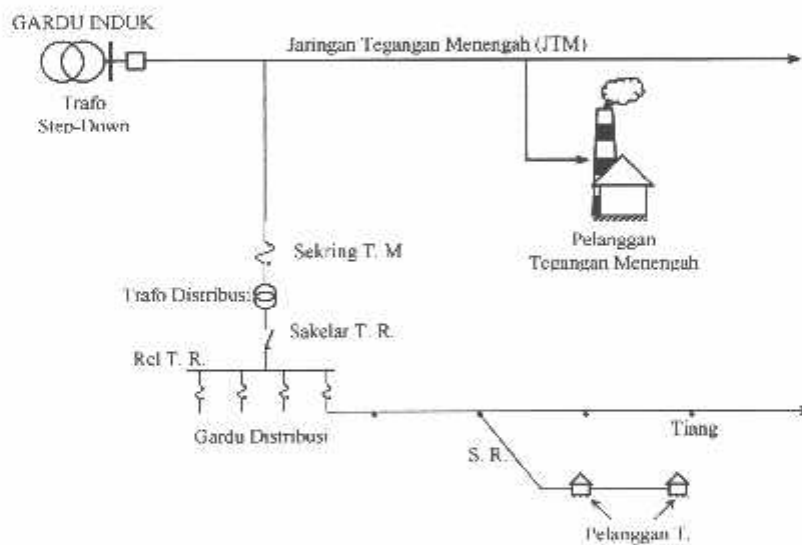 GARDU INDUK
Jaringan Tegangan Menengah (JTM)
Trafo
Step-Down
Pelanggan
Tegangan Menengah
Sekring T. M
Trafo Distribusi
Sakelar T. R.
Rel T. R.
Gardu Distribusi
Tiang
S. R.
Pelanggan T.